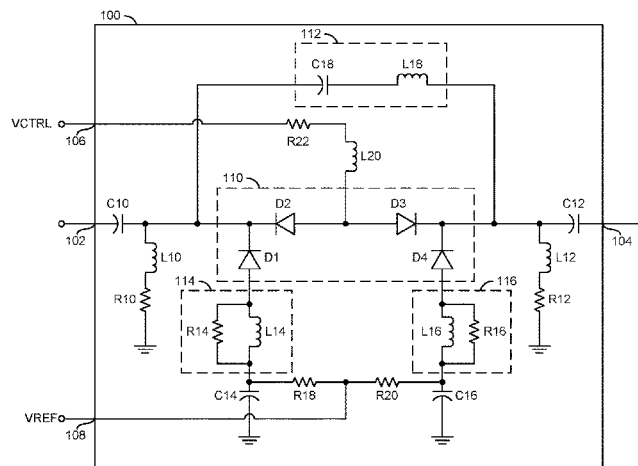 100
112
C18
L18
VCTRL
106
R22
L20
110
C10
D2
D3
C12
102
104
L10
D1
D4
L12
114
116
R10
R12
R14
L14
L16
R16
C14
R18
R20
C16
VREF
108